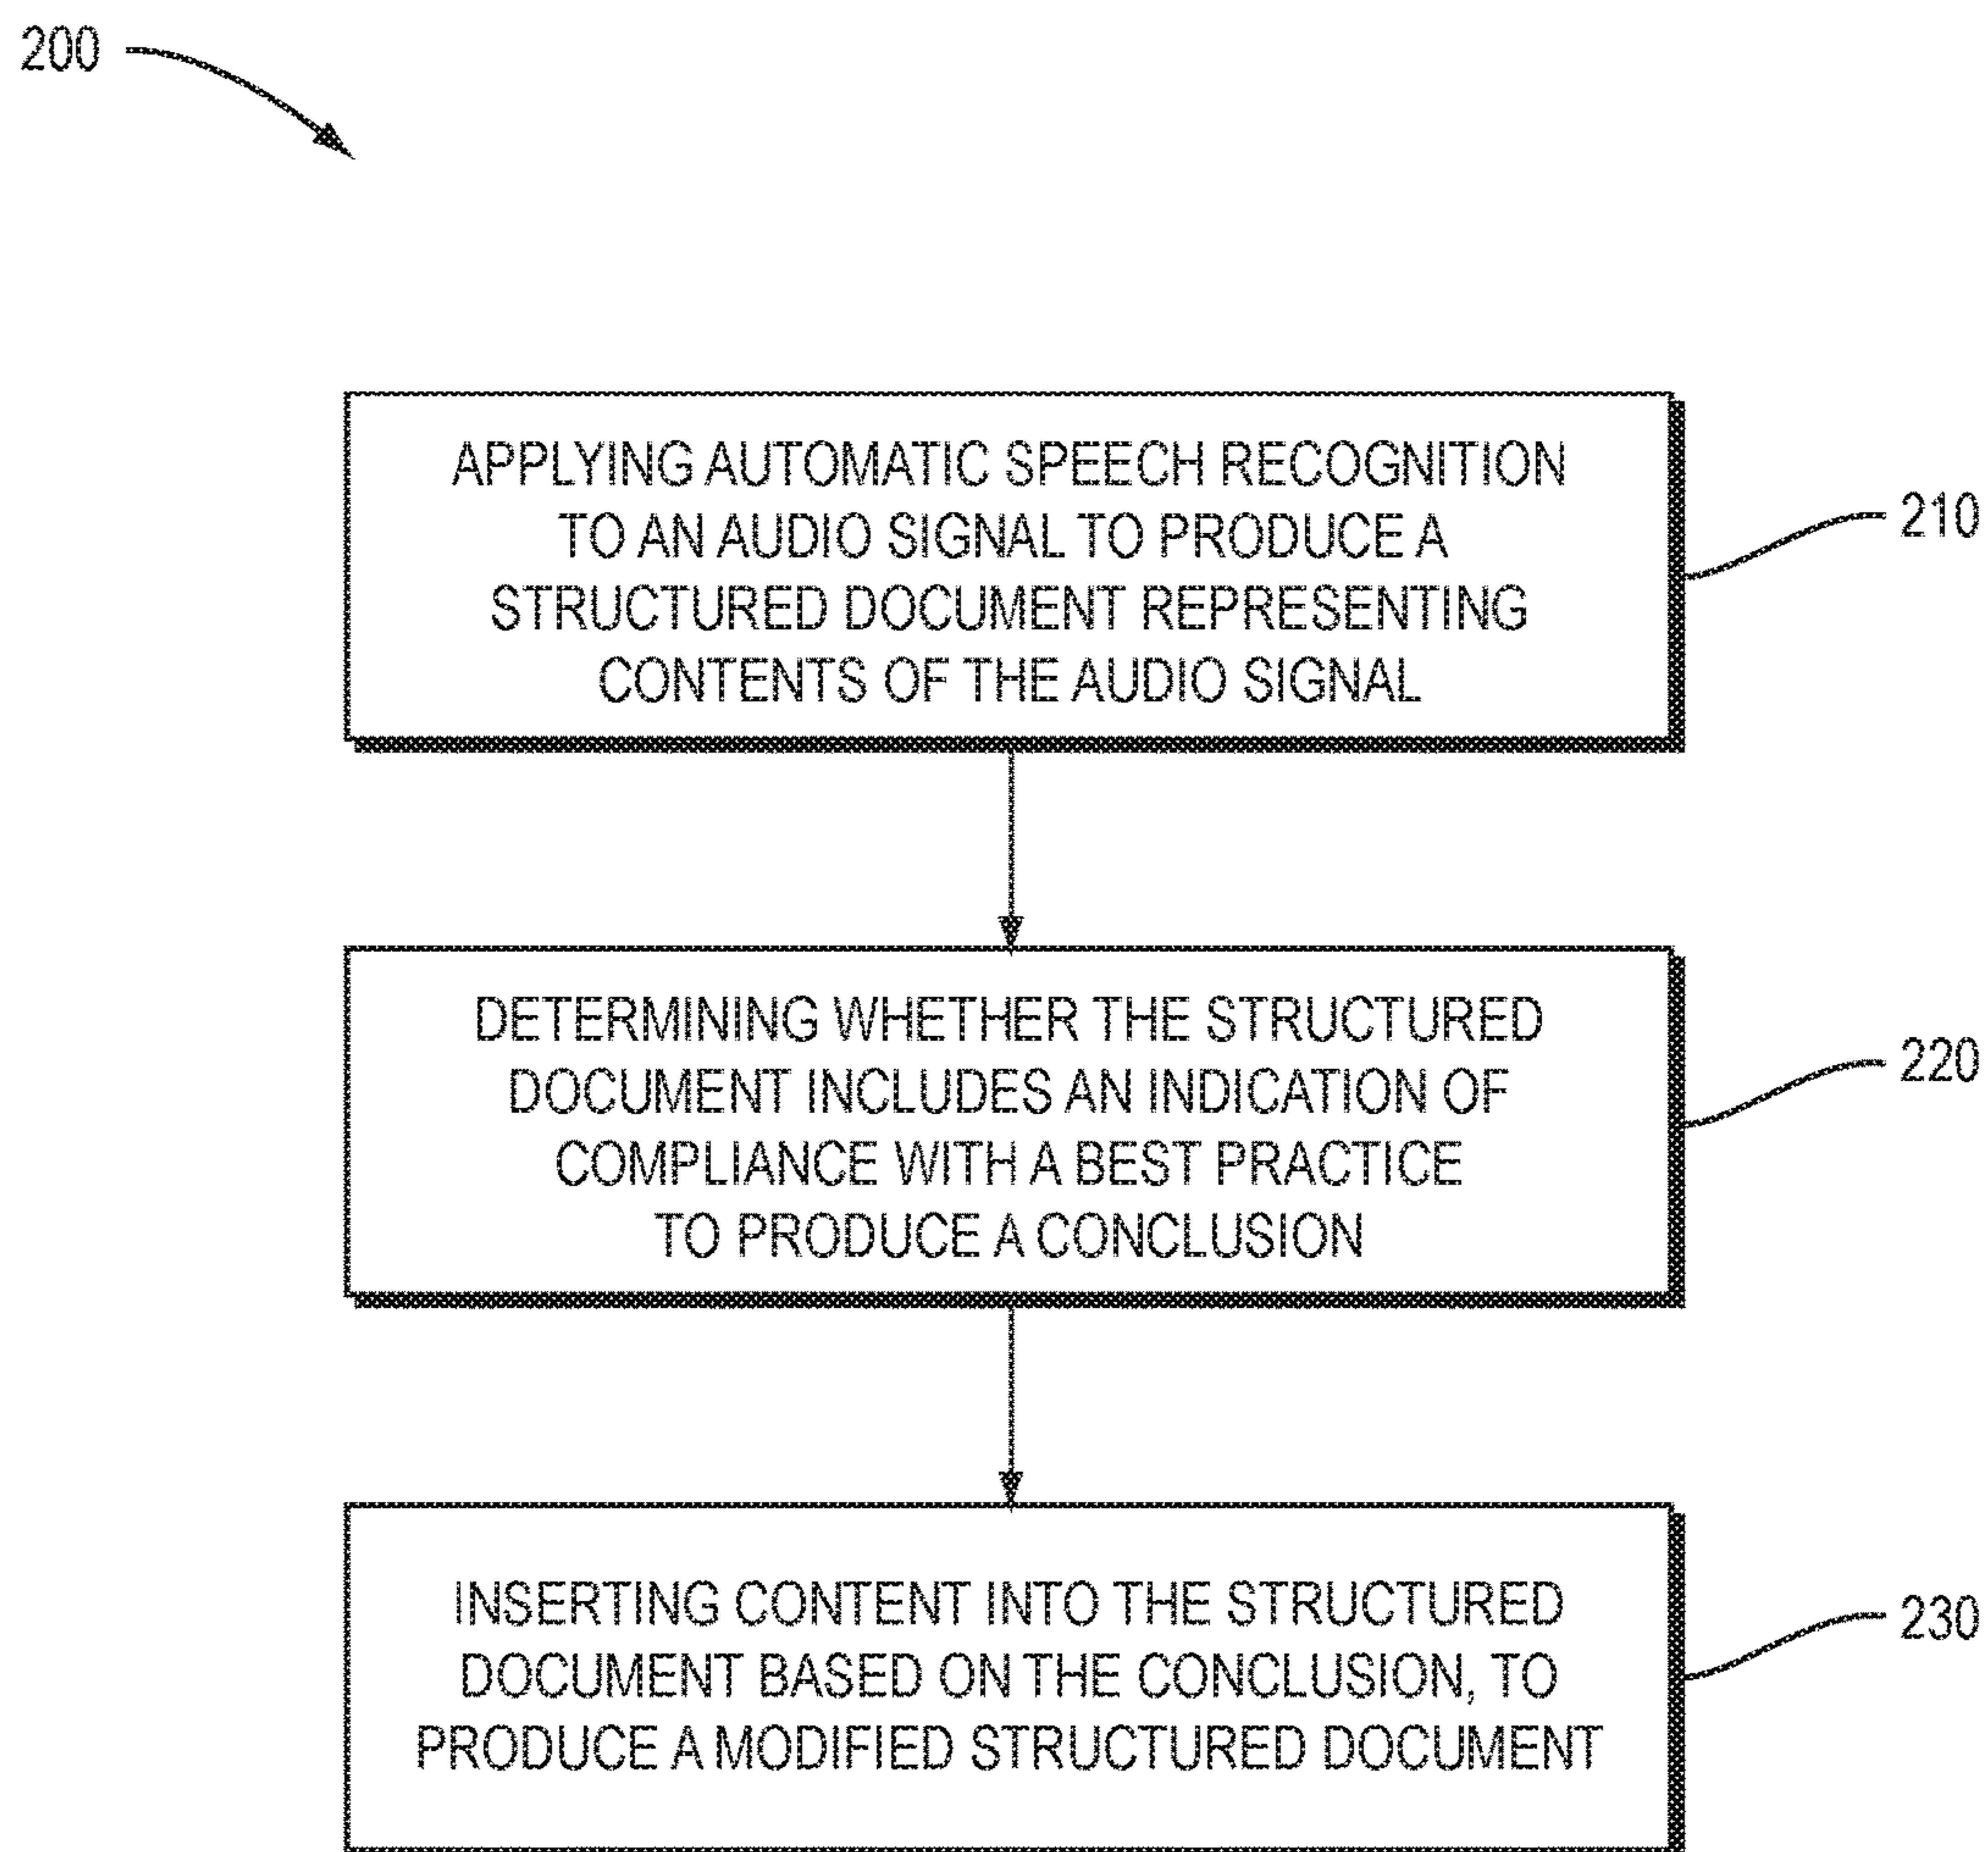 200
APPLYING AUTOMATIC SPEECH RECOGNITION
TO AN AUDIO SIGNAL TO PRODUCE A
STRUCTURED DOCUMENT REPRESENTING
CONTENTS OF THE AUDIO SIGNAL
210
DETERMINING WHETHER THE STRUCTURED
DOCUMENT INCLUDES AN INDICATION OF
COMPLIANCE WITH A BEST PRACTICE
TO PRODUCE A CONCLUSION
220
INSERTING CONTENT INTO THE STRUCTURED
DOCUMENT BASED ON THE CONCLUSION, TO
PRODUCE A MODIFIED STRUCTURED DOCUMENT
230